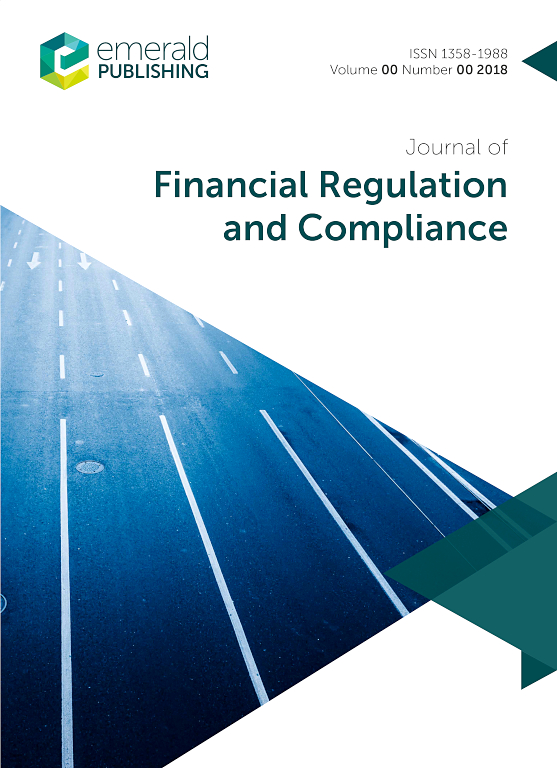 emerald
PUBLISHING
ISSN 1358-1988
Volume 00 Number 00 2018
Journal of
Financial Regulation
and Compliance